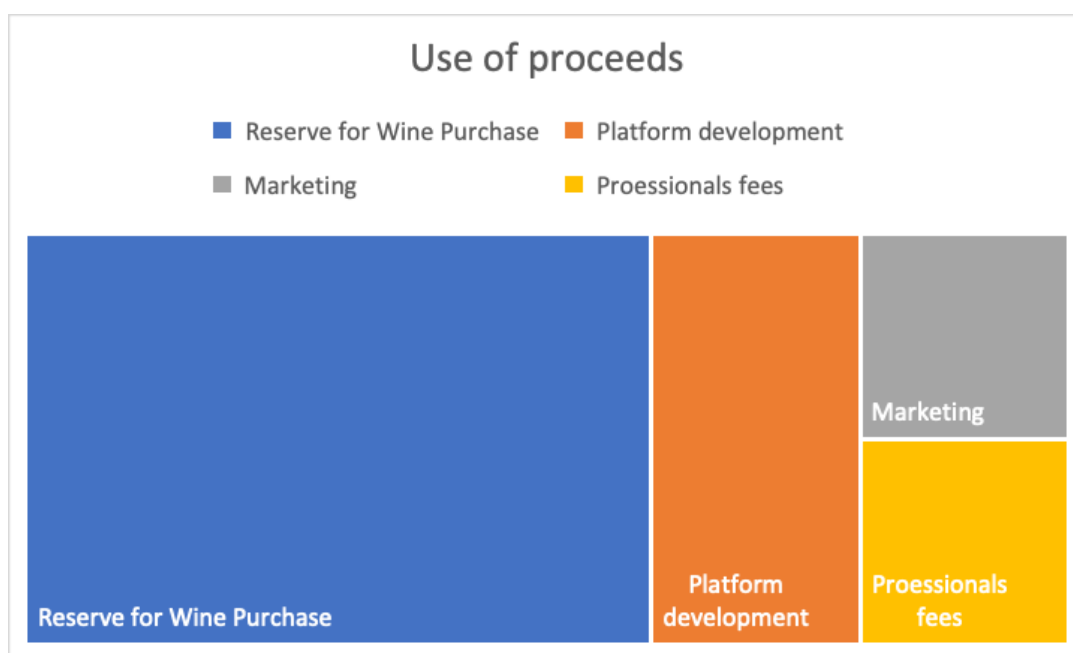 Use of proceeds
Reserve for Wine Purchase
Platform development
Marketing
Proessionals fees
Reserve for Wine Purchase
Platform
development
Marketing
Proessionals
fees